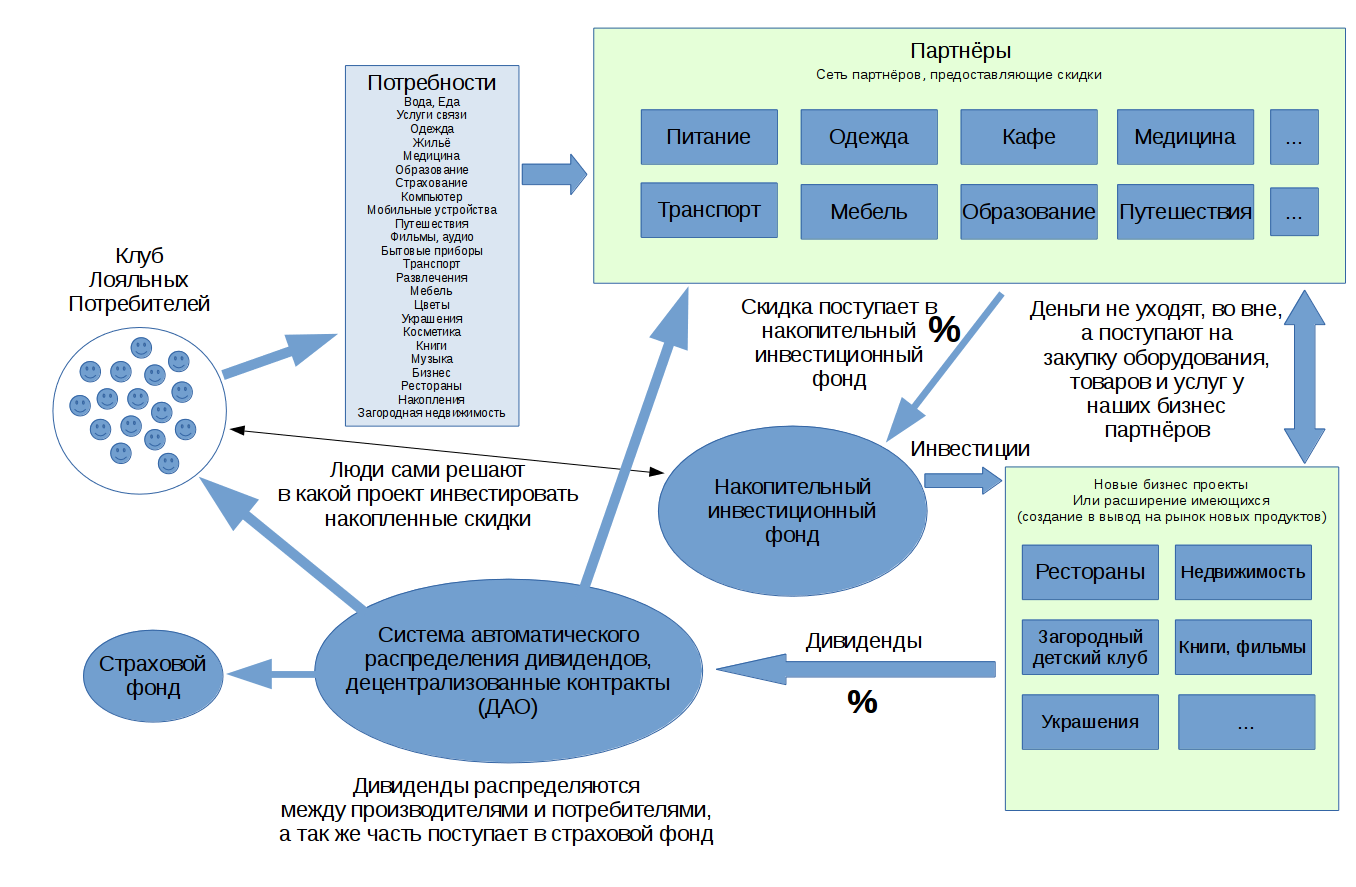 Партнёры
Сеть партнёров, предоставляющие скидки
Питание
Одежда
Кафе
Медицина
...
Транспорт
Мебель
Образование
Путешествия
...
Потребности
Вода, Еда
Услуги связи
Одежда
Жильё
Медицина
Образование
Страхование
Компьютер
Мобильные устройства
Путешествия
Фильмы, аудио
Бытовые приборы
Транспорт
Развлечения
Мебель
Цветы
Украшения
Косметика
Книги
Музыка
Бизнес
Рестораны
Накопления
Загородная недвижимость
Клуб
Лояльных
Потребителей
Скидка поступает в
накопительный
инвестиционный
фонд
%
Деньги не уходят, во вне,
а поступают на
закупку оборудования,
товаров и услуг у
наших бизнес
партнёров
Люди сами решают
в какой проект инвестировать
накопленные скидки
Накопительный
инвестиционный
фонд
Инвестиции
Новые бизнес проекты
Или расширение имеющихся
(создание в вывод на рынок новых продуктов)
Рестораны
Недвижимость
Загородный
детский клуб
Книги, фильмы
Украшения
...
Дивиденды
%
Система автоматического
распределения дивидендов,
децентрализованные контракты
(ДАО)
Страховой
фонд
Дивиденды распределяются
между производителями и потребителями,
а так же часть поступает в страховой фонд